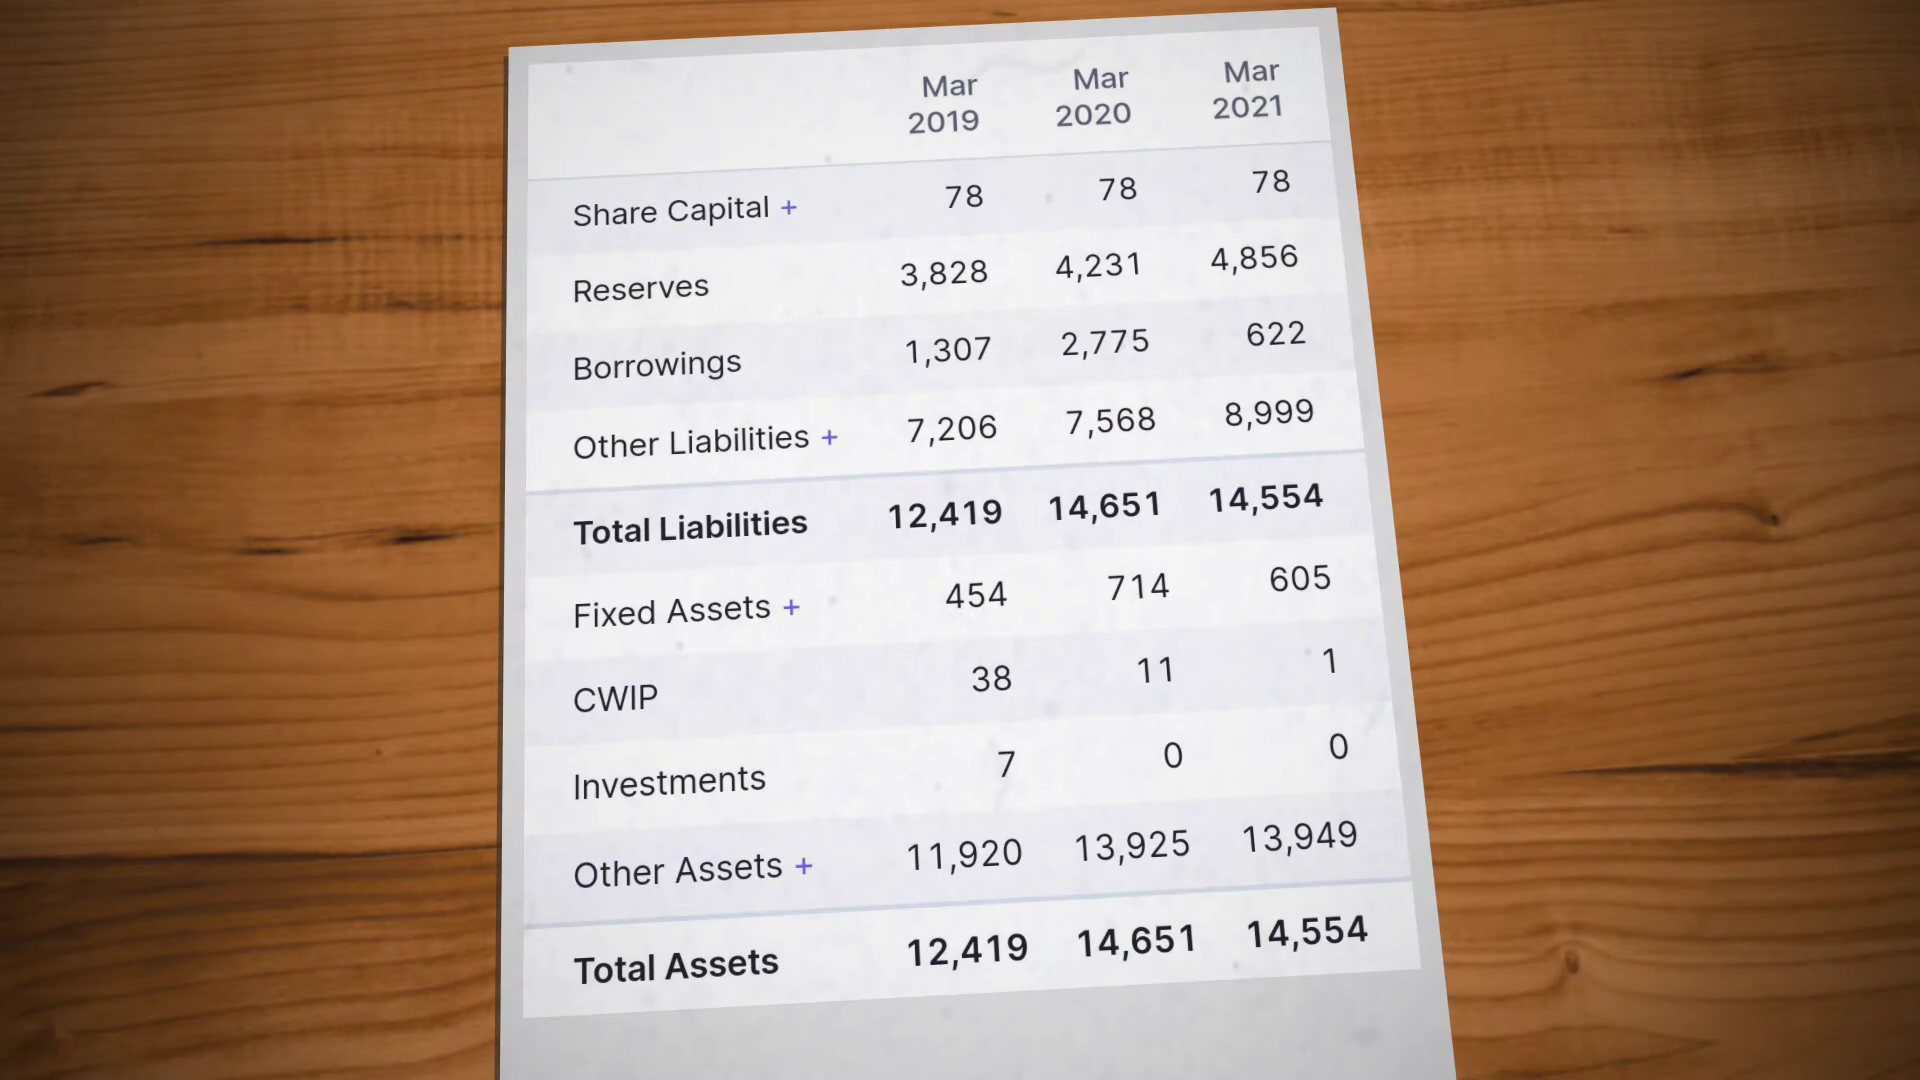 Mar 2019 Mar 2020 Mar 2021
Share Capital + 78 78 78
Reserves 3,828 4,231 4,856
Borrowings 1,307 2,775 622
Other Liabilities + 7,206 7,568 8,999
Total Liabilities 12,419 14,651 14,554
Fixed Assets + 454 714 605
CWIP 38 11 1
Investments 7 0 0
Other Assets + 11,920 13,925 13,949
Total Assets 12,419 14,651 14,554